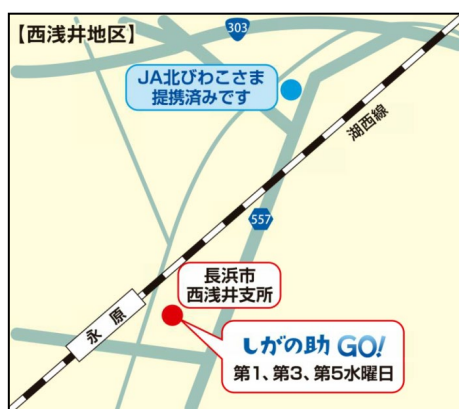 【西浅井地区】
303
JA北びわこさま
提携済みです
湖西線
557
長浜市
西浅井支所
永原
しがの助 GO!
第1、第3、第5水曜日